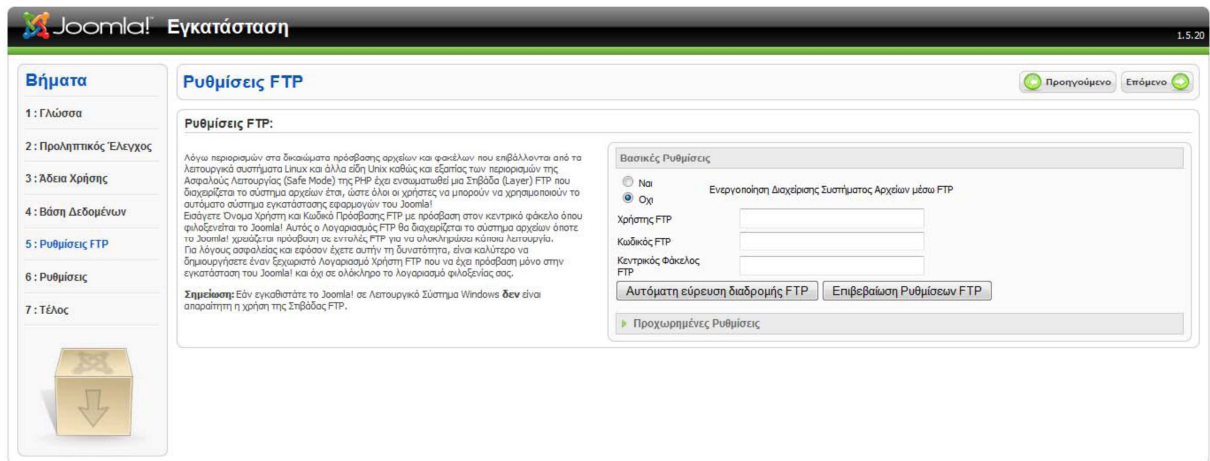 Joomla! Εγκατάσταση
1.5.20
Βήματα
1 : Γλώσσα
2 : Προληπτικός Έλεγχος
3 : Άδεια Χρήσης
4 : Βάση Δεδομένων
5 : Ρυθμίσεις FTP
6 : Ρυθμίσεις
7 : Τέλος
Ρυθμίσεις FTP
Προηγούμενο
Επόμενο
Ρυθμίσεις FTP:
Λόγω περιορισμών στα δικαιώματα πρόσβασης αρχείων και φακέλων που επιβάλλονται από τα
λειτουργικά συστήματα Linux και άλλα είδη Unix καθώς και εξαιτίας των περιορισμών της
Ασφαλούς Λειτουργίας (Safe Mode) της PHP έχει ενσωματωθεί μια Στιβάδα (Layer) FTP που
διαχειρίζεται το σύστημα αρχείων έτσι, ώστε όλοι οι χρήστες να μπορούν να χρησιμοποιούν το
αυτόματο σύστημα εγκατάστασης εφαρμογών του Joomla!
Εισάγετε Όνομα Χρήστη και Κωδικό Πρόσβασης FTP με πρόσβαση στον κεντρικό φάκελο όπου
φιλοξενείται το Joomla! Αυτός ο Λογαριασμός FTP θα διαχειρίζεται το σύστημα αρχείων όποτε
το Joomla! χρειάζεται πρόσβαση σε εντολές FTP για να ολοκληρώσει κάποια λειτουργία.
Για λόγους ασφαλείας και εφόσον έχετε αυτήν τη δυνατότητα, είναι καλύτερο να
δημιουργήσετε έναν ξεχωριστό Λογαριασμό Χρήστη FTP που να έχει πρόσβαση μόνο στην
εγκατάσταση του Joomla! και όχι σε ολόκληρο το λογαριασμό φιλοξενίας σας.
Σημείωση: Εάν εγκαθιστάτε το Joomla! σε Λειτουργικό Σύστημα Windows δεν είναι
απαραίτητη η χρήση της Στιβάδας FTP.
Βασικές Ρυθμίσεις
Ναι
Όχι
Ενεργοποίηση Διαχείρισης Συστήματος Αρχείων μέσω FTP
Χρήστης FTP
Κωδικός FTP
Κεντρικός Φάκελος
FTP
Αυτόματη εύρευση διαδρομής FTP
Επιβεβαίωση Ρυθμίσεων FTP
Προχωρημένες Ρυθμίσεις